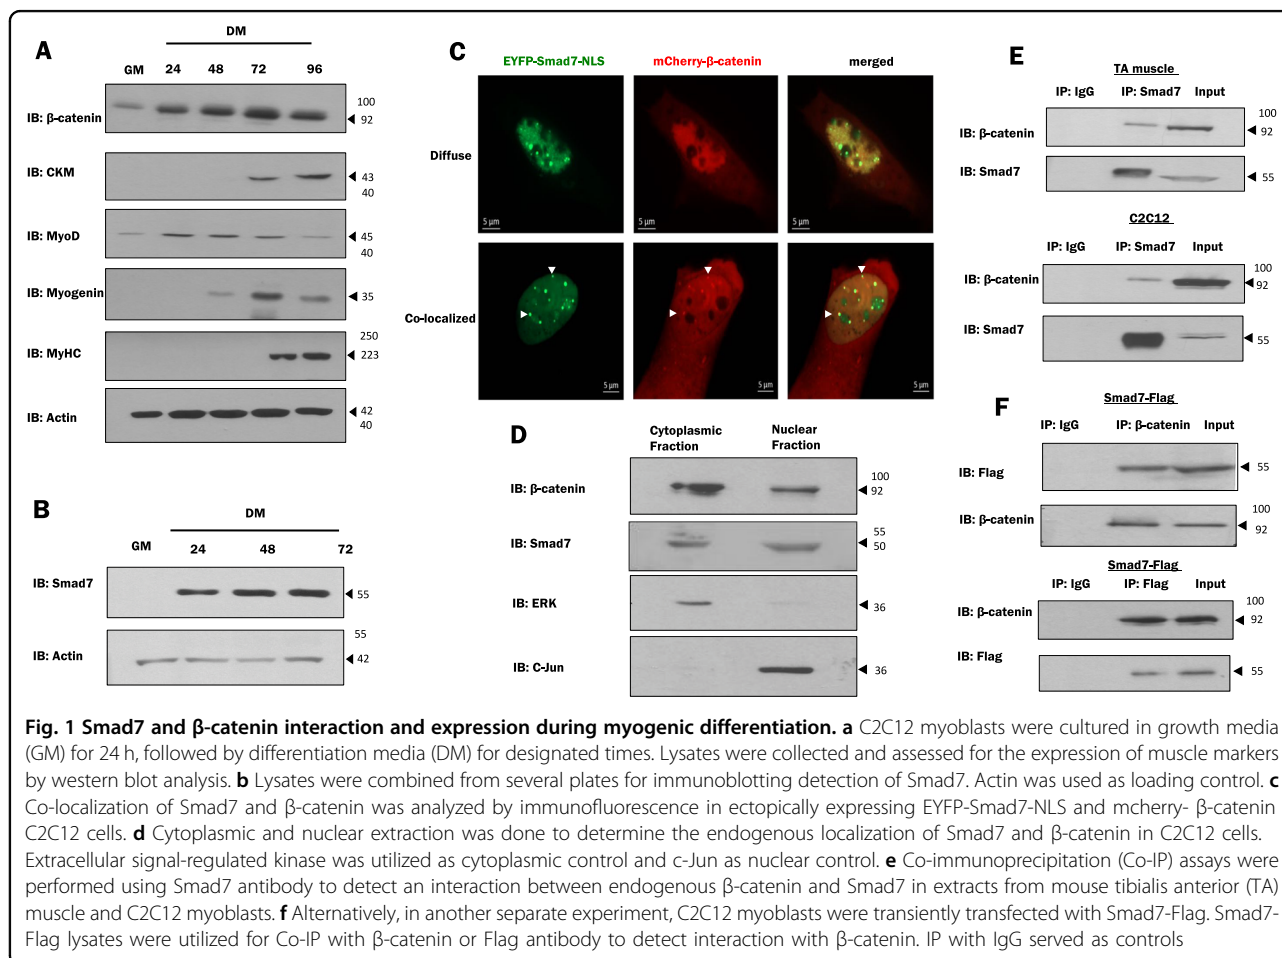 A
DM
GM 24 48 72 96
IB: β-catenin
100
92
IB: CKM
43
40
IB: MyoD
45
40
IB: Myogenin
35
IB: MyHC
250
223
IB: Actin
42
40
B
DM
GM 24 48 72
IB: Smad7
55
IB: Actin
55
42
C
EYFP-Smad7-NLS mCherry-β-catenin merged
Diffuse
5 µm 5 µm 5 µm
Co-localized
5 µm 5 µm 5 µm
D
Cytoplasmic Fraction
Nuclear Fraction
IB: β-catenin
100
92
IB: Smad7
55
50
IB: ERK
36
IB: C-Jun
36
E
TA muscle
IP: IgG IP: Smad7 Input
IB: β-catenin
100
92
IB: Smad7
55
C2C12
IP: IgG IP: Smad7 Input
IB: β-catenin
100
92
IB: Smad7
55
F
Smad7-Flag
IP: IgG IP: β-catenin Input
IB: Flag
55
IB: β-catenin
100
92
Smad7-Flag
IP: IgG IP: Flag Input
IB: β-catenin
100
92
IB: Flag
55
Fig. 1 Smad7 and β-catenin interaction and expression during myogenic differentiation. a C2C12 myoblasts were cultured in growth media
(GM) for 24 h, followed by differentiation media (DM) for designated times. Lysates were collected and assessed for the expression of muscle markers
by western blot analysis. b Lysates were combined from several plates for immunoblotting detection of Smad7. Actin was used as loading control. c
Co-localization of Smad7 and β-catenin was analyzed by immunofluorescence in ectopically expressing EYFP-Smad7-NLS and mcherry- β-catenin
C2C12 cells. d Cytoplasmic and nuclear extraction was done to determine the endogenous localization of Smad7 and β-catenin in C2C12 cells.
Extracellular signal-regulated kinase was utilized as cytoplasmic control and c-Jun as nuclear control. e Co-immunoprecipitation (Co-IP) assays were
performed using Smad7 antibody to detect an interaction between endogenous β-catenin and Smad7 in extracts from mouse tibialis anterior (TA)
muscle and C2C12 myoblasts. f Alternatively, in another separate experiment, C2C12 myoblasts were transiently transfected with Smad7-Flag. Smad7-
Flag lysates were utilized for Co-IP with β-catenin or Flag antibody to detect interaction with β-catenin. IP with IgG served as controls